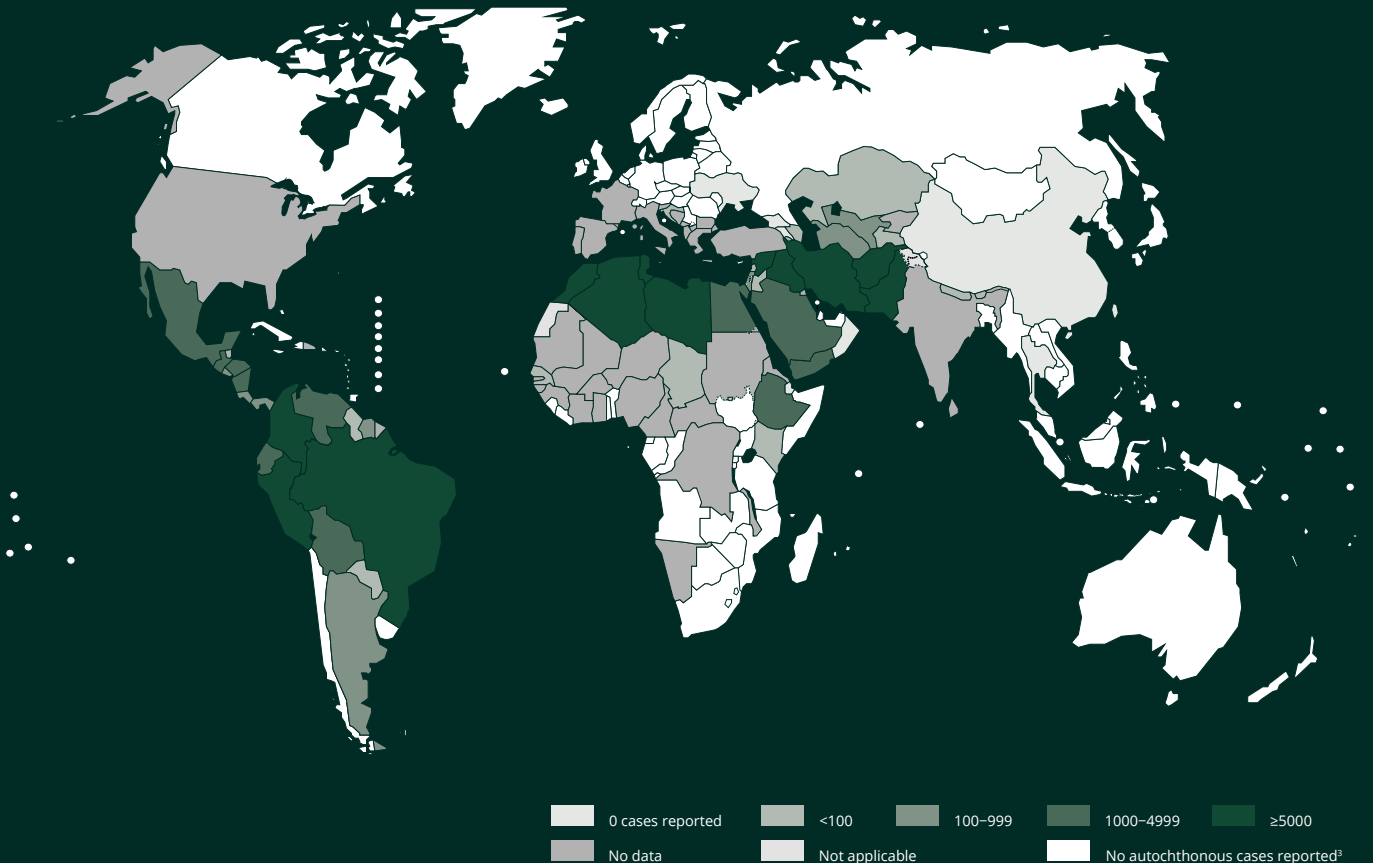 0 cases reported <100 100−999 1000−4999 ≥5000
No data Not applicable No autochthonous cases reported³